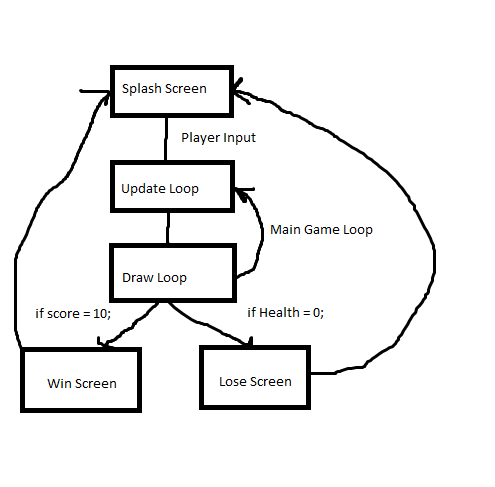 Splash Screen
Player Input
Update Loop
Main Game Loop
Draw Loop
if score = 10;
if Health = 0;
Win Screen
Lose Screen